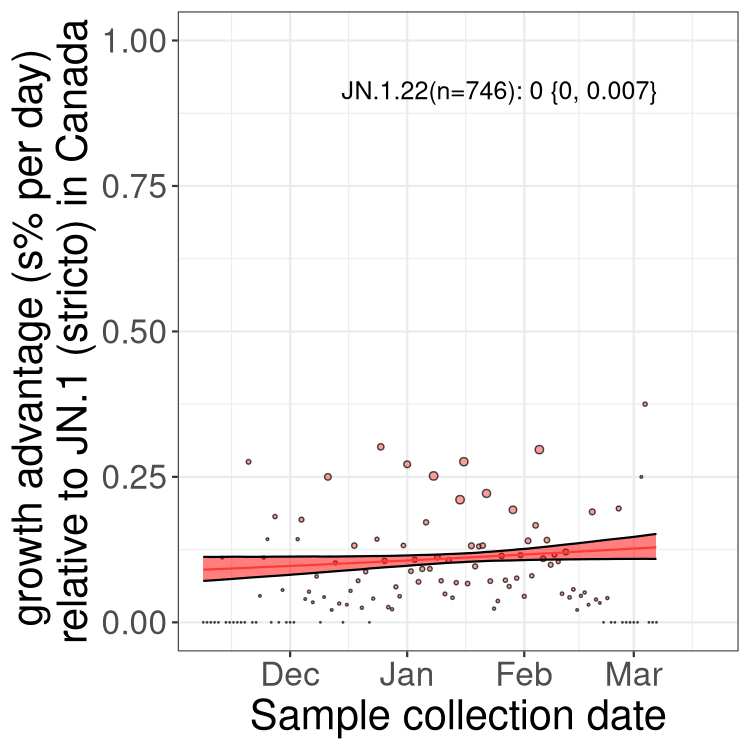 growth advantage (s% per day)
relative to JN.1 (stricto) in Canada
1.00
0.75
0.50
0.25
0.00
JN.1.22(n=746): 0 {0, 0.007}
Dec Jan Feb Mar
Sample collection date